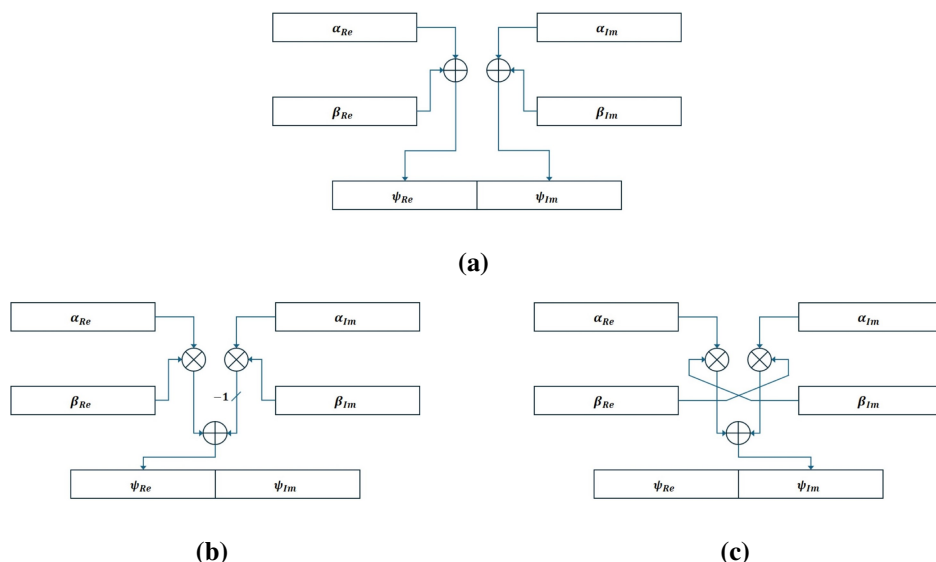 α_Re α_Im
β_Re β_Im
ψ_Re ψ_Im
(a)
α_Re α_Im
β_Re −1 β_Im
ψ_Re ψ_Im
(b)
α_Re α_Im
β_Re β_Im
ψ_Re ψ_Im
(c)